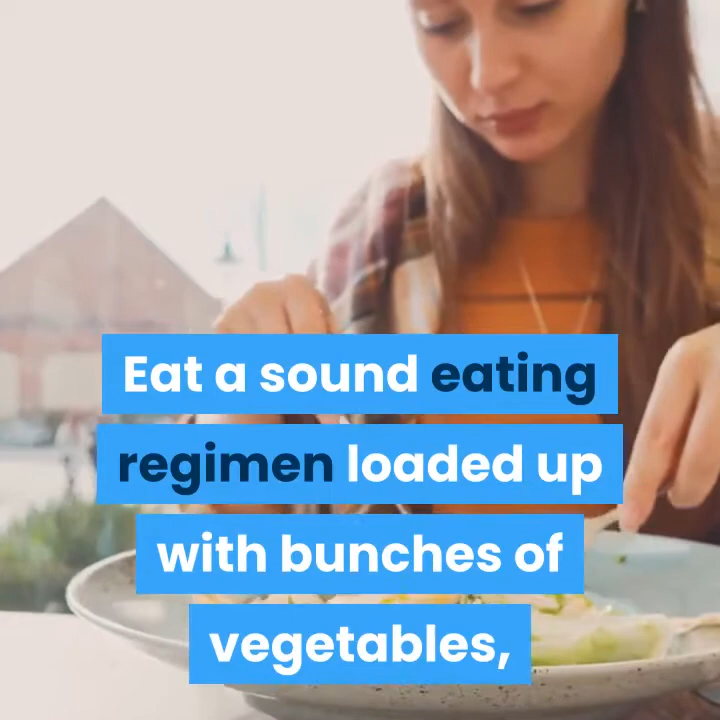 Eat a sound eating
regimen loaded up
with bunches of
vegetables,